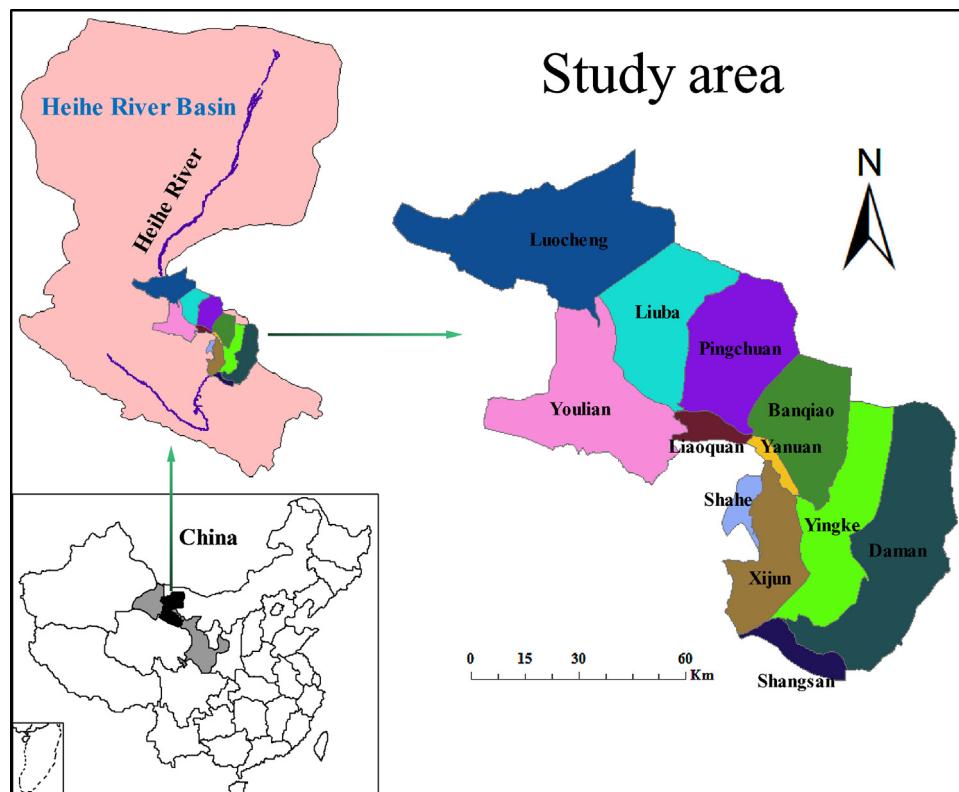 Study area
Heihe River Basin
Heihe River
N
Luocheng
Liuba
Pingchuan
Youlian
Banqiao
Liaoquan
Yanuan
Shahe
Yingke
Daman
Xijun
Shangsan
China
0 15 30 60
Km